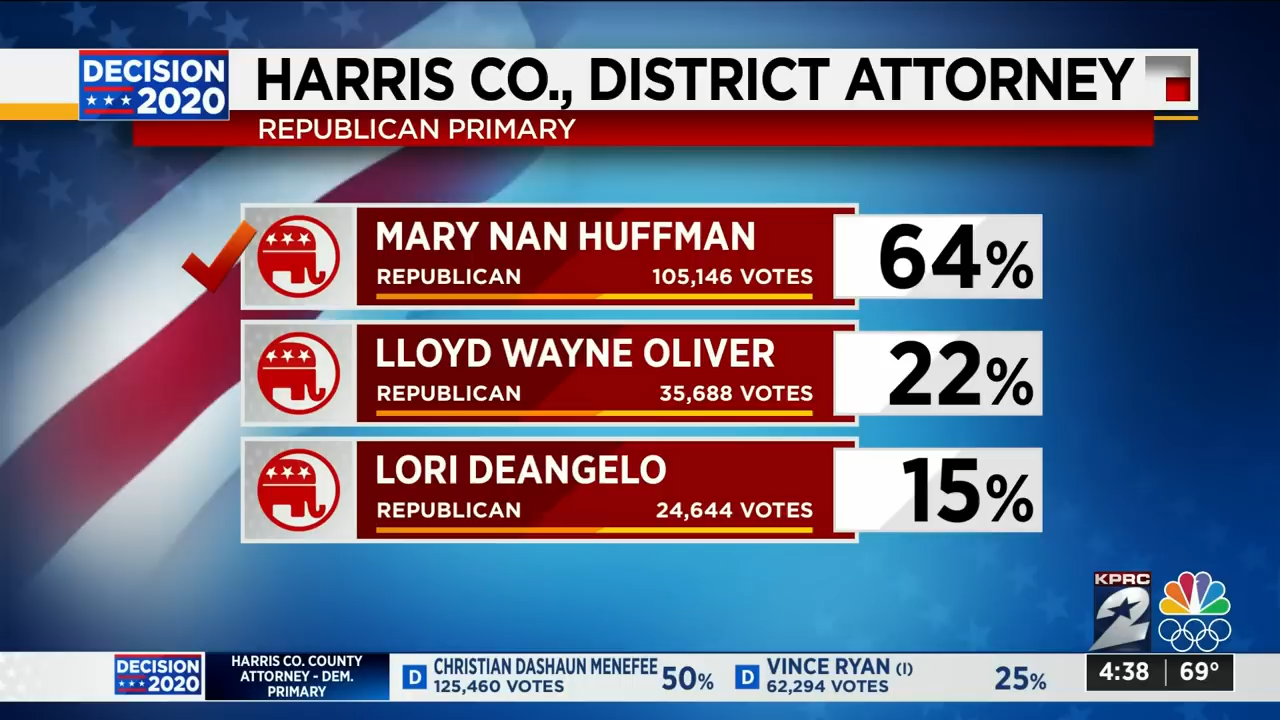 DECISION
2020
HARRIS CO., DISTRICT ATTORNEY
REPUBLICAN PRIMARY
MARY NAN HUFFMAN
REPUBLICAN 105,146 VOTES
64%
LLOYD WAYNE OLIVER
REPUBLICAN 35,688 VOTES
22%
LORI DEANGELO
REPUBLICAN 24,644 VOTES
15%
KPRC
2
DECISION
2020
HARRIS CO. COUNTY
ATTORNEY - DEM.
PRIMARY
D CHRISTIAN DASHAUN MENEFEE 50%
125,460 VOTES
D VINCE RYAN (I) 25%
62,294 VOTES
4:38 69°